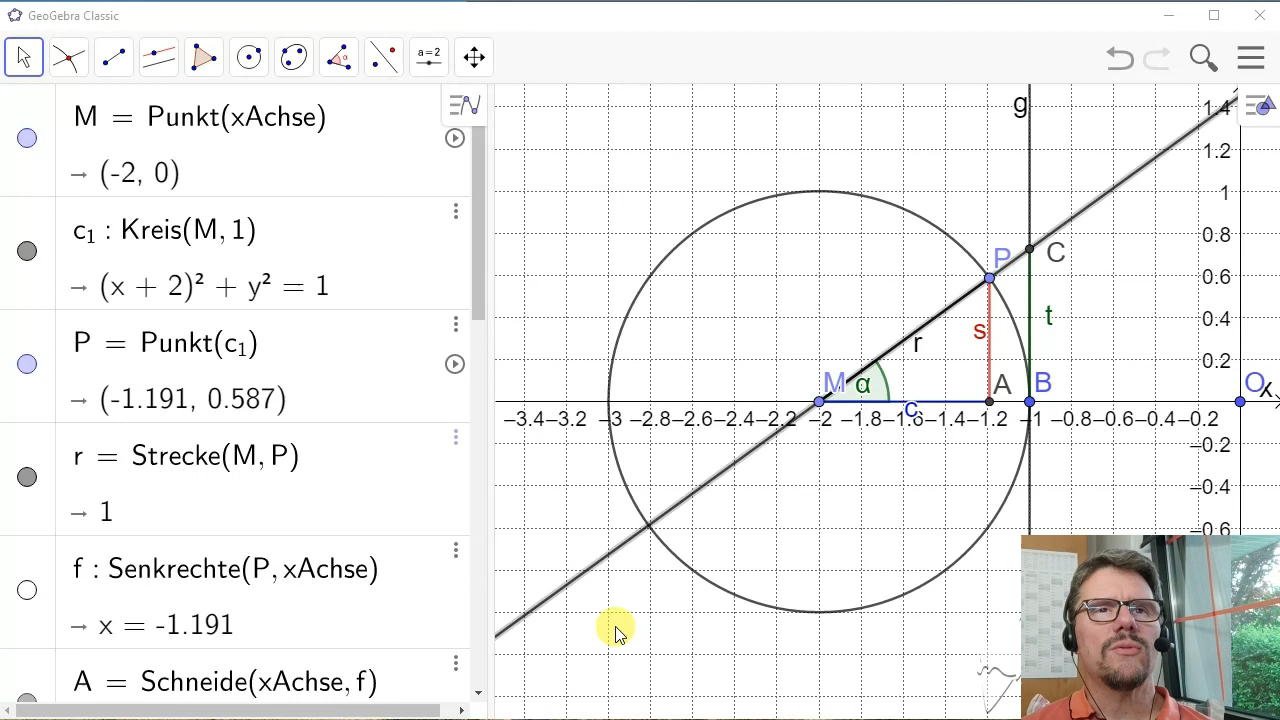 GeoGebra Classic
a=2
M = Punkt(xAchse)
→ (-2, 0)
c₁ : Kreis(M, 1)
→ (x + 2)² + y² = 1
P = Punkt(c₁)
→ (-1.191, 0.587)
r = Strecke(M, P)
→ 1
f : Senkrechte(P, xAchse)
→ x = -1.191
A = Schneide(xAchse, f)
g
1.4
1.2
1
0.8
P
C
0.6
0.4
s
t
r
0.2
M
α
A
B
O
x
c
–3.4
–3.2
–3
–2.8
–2.6
–2.4
–2.2
–2
–1.8
–1.6
–1.4
–1.2
–1
–0.8
–0.6
–0.4
–0.2
–0.2
–0.4
–0.6